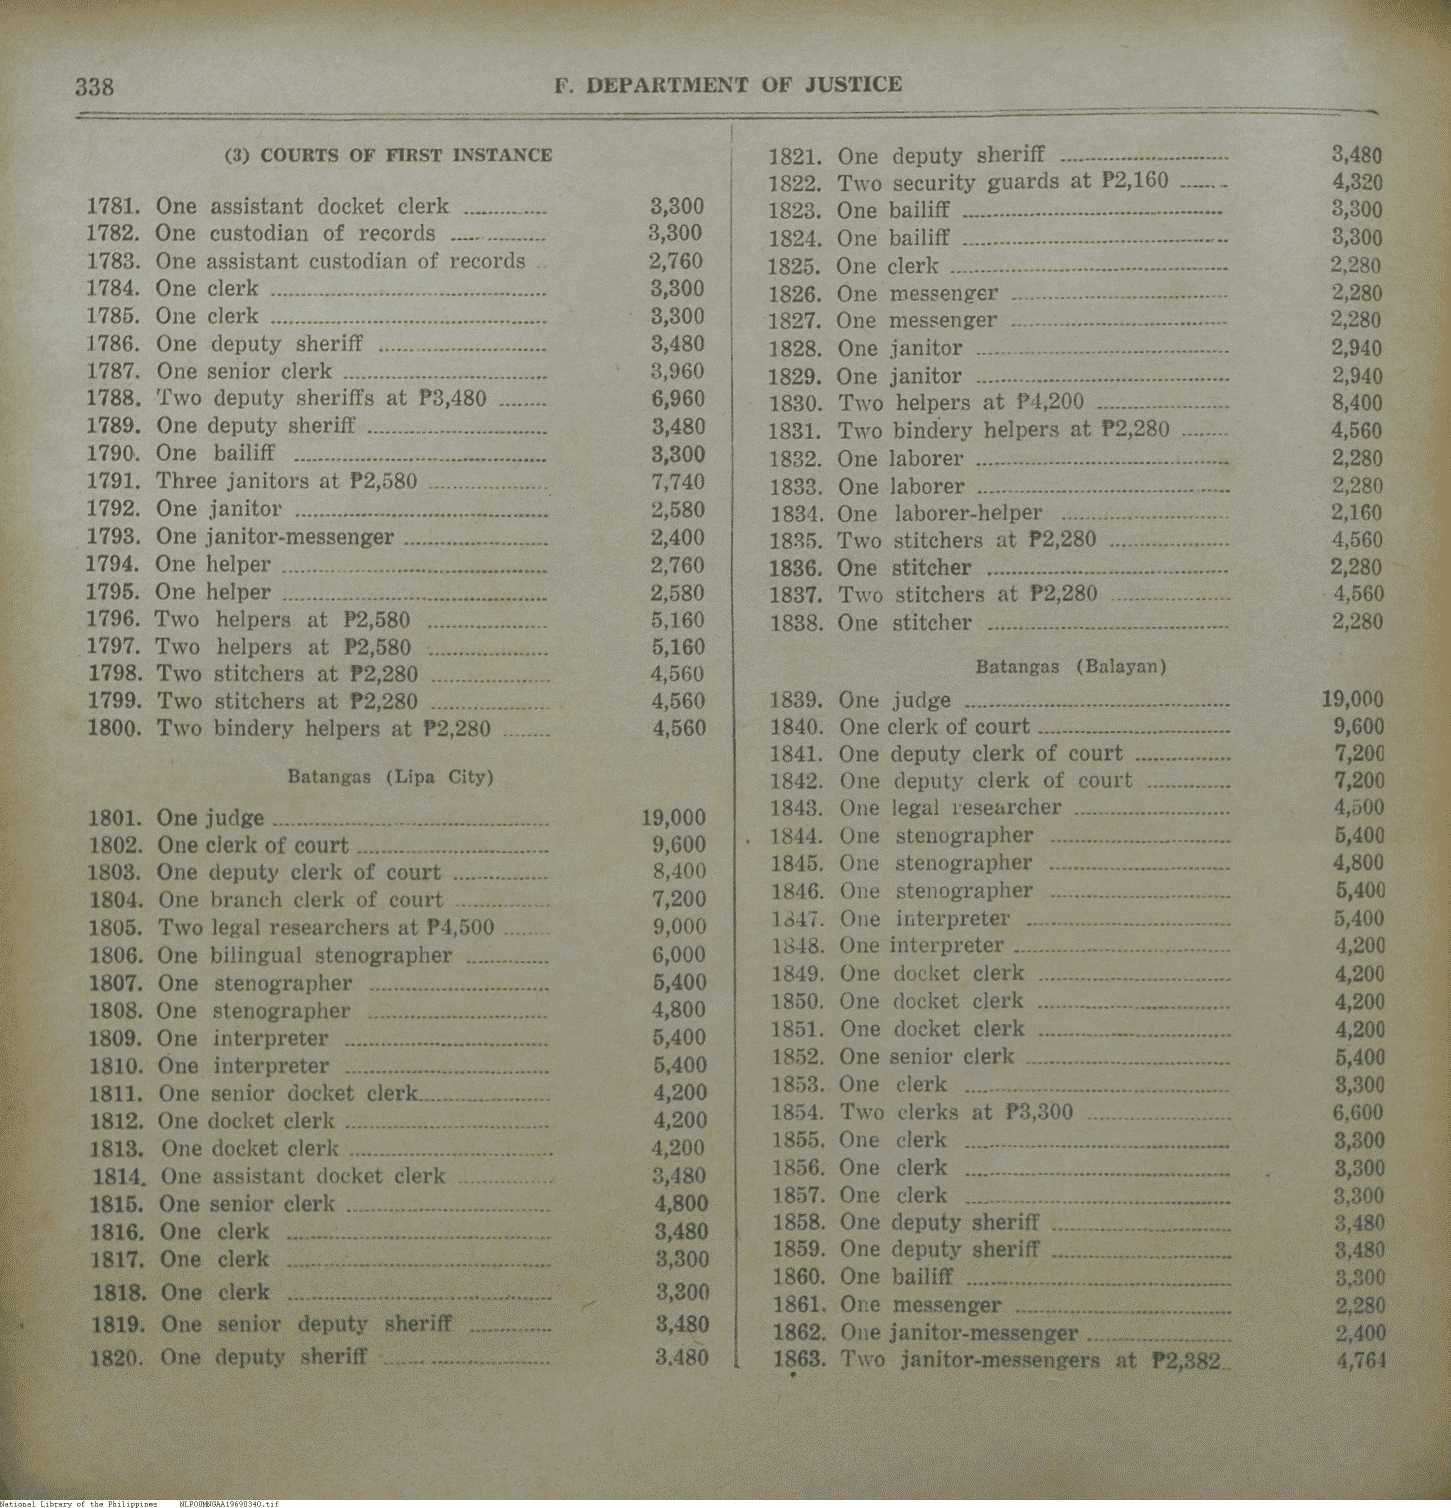 338
F. DEPARTMENT OF JUSTICE
(3) COURTS OF FIRST INSTANCE
1781. One assistant docket clerk .............. 3,300
1782. One custodian of records ................ 3,300
1783. One assistant custodian of records .. 2,760
1784. One clerk .............................................. 3,300
1785. One clerk .............................................. 3,300
1786. One deputy sheriff ............................ 3,480
1787. One senior clerk .................................. 3,960
1788. Two deputy sheriffs at ₱3,480 ........ 6,960
1789. One deputy sheriff .............................. 3,480
1790. One bailiff .......................................... 3,300
1791. Three janitors at ₱2,580 .................... 7,740
1792. One janitor .......................................... 2,580
1793. One janitor-messenger ........................ 2,400
1794. One helper ............................................ 2,760
1795. One helper ............................................ 2,580
1796. Two helpers at ₱2,580 .................... 5,160
1797. Two helpers at ₱2,580 .................... 5,160
1798. Two stitchers at ₱2,280 .................... 4,560
1799. Two stitchers at ₱2,280 .................... 4,560
1800. Two bindery helpers at ₱2,280 ........ 4,560
Batangas (Lipa City)
1801. One judge .............................................. 19,000
1802. One clerk of court ................................ 9,600
1803. One deputy clerk of court ................ 8,400
1804. One branch clerk of court ................ 7,200
1805. Two legal researchers at ₱4,500 ........ 9,000
1806. One bilingual stenographer .............. 6,000
1807. One stenographer .............................. 5,400
1808. One stenographer .............................. 4,800
1809. One interpreter .................................. 5,400
1810. One interpreter .................................. 5,400
1811. One senior docket clerk...................... 4,200
1812. One docket clerk .................................. 4,200
1813. One docket clerk .................................. 4,200
1814. One assistant docket clerk ................ 3,480
1815. One senior clerk .................................. 4,800
1816. One clerk ............................................ 3,480
1817. One clerk ............................................ 3,300
1818. One clerk ............................................ 3,300
1819. One senior deputy sheriff .............. 3,480
1820. One deputy sheriff ............................ 3.480
1821. One deputy sheriff ............................ 3,480
1822. Two security guards at ₱2,160 ........ 4,320
1823. One bailiff ............................................ 3,300
1824. One bailiff ............................................ 3,300
1825. One clerk .............................................. 2,280
1826. One messenger .................................... 2,280
1827. One messenger .................................... 2,280
1828. One janitor .......................................... 2,940
1829. One janitor .......................................... 2,940
1830. Two helpers at ₱4,200 ...................... 8,400
1831. Two bindery helpers at ₱2,280 ........ 4,560
1832. One laborer .......................................... 2,280
1833. One laborer .......................................... 2,280
1834. One laborer-helper ............................ 2,160
1835. Two stitchers at ₱2,280 .................... 4,560
1836. One stitcher ........................................ 2,280
1837. Two stitchers at ₱2,280 .................... 4,560
1838. One stitcher ........................................ 2,280
Batangas (Balayan)
1839. One judge ............................................ 19,000
1840. One clerk of court ................................ 9,600
1841. One deputy clerk of court ................ 7,200
1842. One deputy clerk of court .............. 7,200
1843. One legal researcher .......................... 4,500
1844. One stenographer .............................. 5,400
1845. One stenographer .............................. 4,800
1846. One stenographer .............................. 5,400
1847. One interpreter .................................. 5,400
1848. One interpreter .................................... 4,200
1849. One docket clerk ................................ 4,200
1850. One docket clerk ................................ 4,200
1851. One docket clerk ................................ 4,200
1852. One senior clerk .................................. 5,400
1853. One clerk ............................................ 3,300
1854. Two clerks at ₱3,300 ........................ 6,600
1855. One clerk ............................................ 3,300
1856. One clerk ............................................ 3,300
1857. One clerk ............................................ 3,300
1858. One deputy sheriff .............................. 3,480
1859. One deputy sheriff .............................. 3,480
1860. One bailiff ............................................ 3.300
1861. One messenger .................................... 2,280
1862. One janitor-messenger ........................ 2,400
1863. Two janitor-messengers at ₱2,382.. 4,764
National Library of the Philippines NLPOOMNGAA19690340.tif